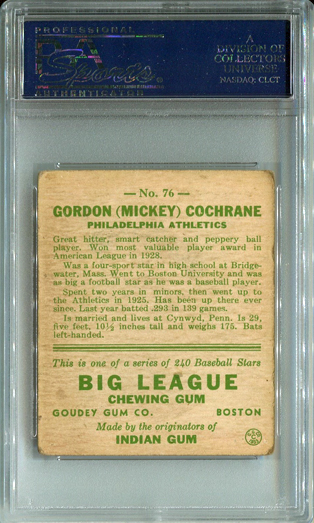 PROFESSIONAL
Sports
AUTHENTICATOR
A
DIVISION OF
COLLECTORS
UNIVERSE
NASDAQ: CLCT
— No. 76 —
GORDON (MICKEY) COCHRANE
PHILADELPHIA ATHLETICS
Great hitter, smart catcher and peppery ball
player. Won most valuable player award in
American League in 1928.
Was a four-sport star in high school at Bridge-
water, Mass. Went to Boston University and was
as big a football star as he was a baseball player.
Spent two years in minors, then went up to
the Athletics in 1925. Has been up there ever
since. Last year batted .293 in 139 games.
Is married and lives at Cynwyd, Penn. Is 29,
five feet. 10½ inches tall and weighs 175. Bats
left-handed.
This is one of a series of 240 Baseball Stars
BIG LEAGUE
CHEWING GUM
GOUDEY GUM CO. BOSTON
Made by the originators of
INDIAN GUM